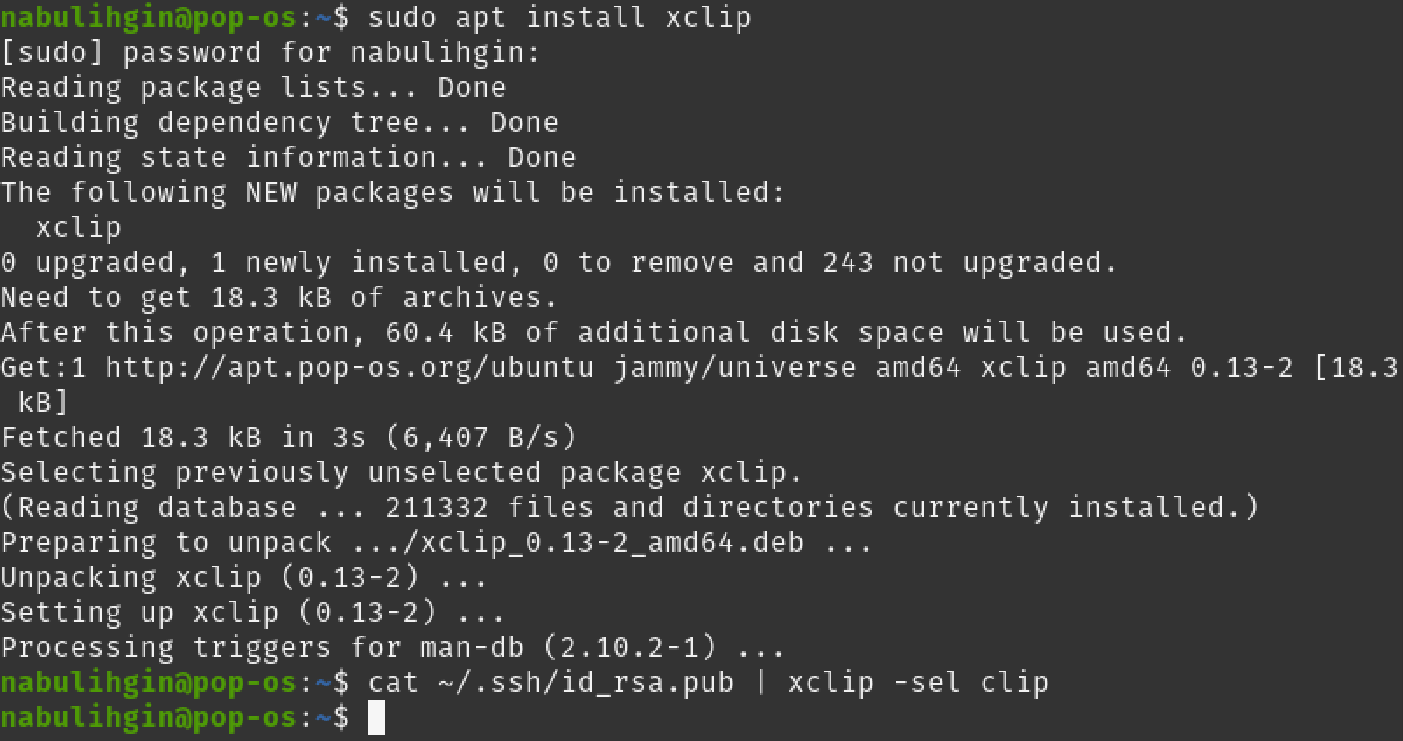 nabulihgin@pop-os:~$ sudo apt install xclip
[sudo] password for nabulihgin:
Reading package lists... Done
Building dependency tree... Done
Reading state information... Done
The following NEW packages will be installed:
  xclip
0 upgraded, 1 newly installed, 0 to remove and 243 not upgraded.
Need to get 18.3 kB of archives.
After this operation, 60.4 kB of additional disk space will be used.
Get:1 http://apt.pop-os.org/ubuntu jammy/universe amd64 xclip amd64 0.13-2 [18.3
 kB]
Fetched 18.3 kB in 3s (6,407 B/s)
Selecting previously unselected package xclip.
(Reading database ... 211332 files and directories currently installed.)
Preparing to unpack .../xclip_0.13-2_amd64.deb ...
Unpacking xclip (0.13-2) ...
Setting up xclip (0.13-2) ...
Processing triggers for man-db (2.10.2-1) ...
nabulihgin@pop-os:~$ cat ~/.ssh/id_rsa.pub | xclip -sel clip
nabulihgin@pop-os:~$